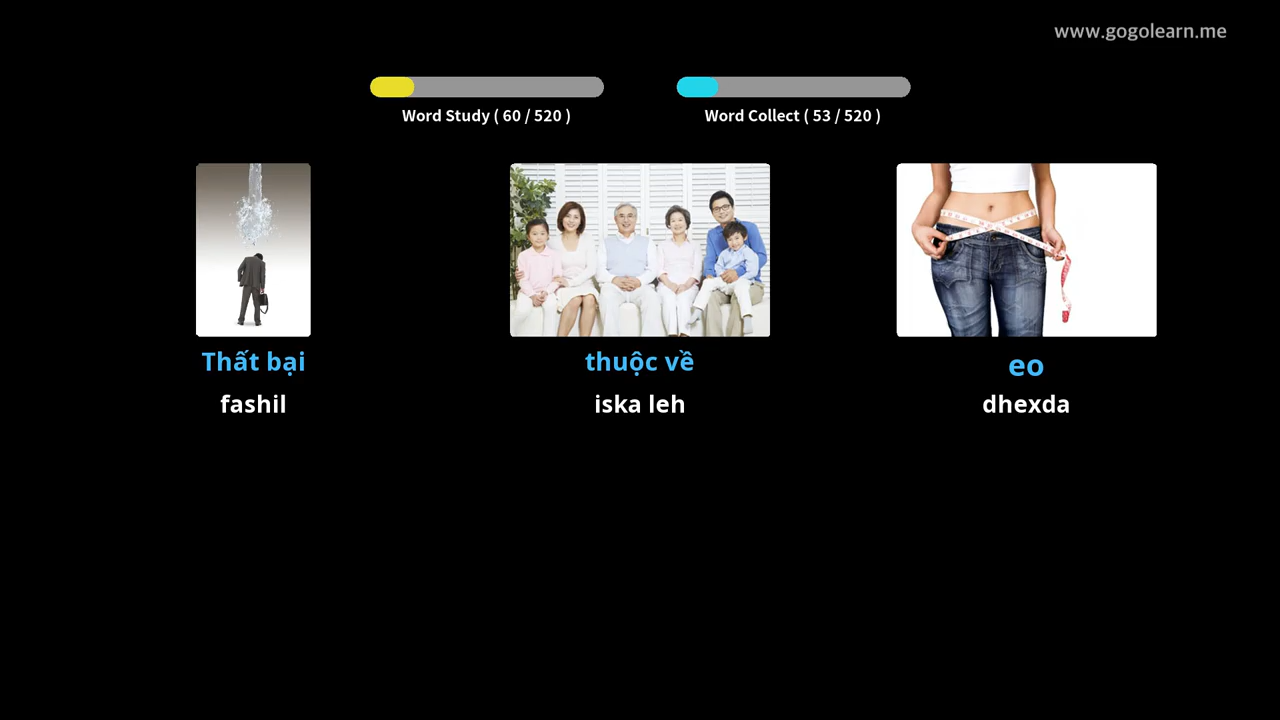 www.gogolearn.me
Word Study ( 60 / 520 )
Word Collect ( 53 / 520 )
Thất bại
fashil
thuộc về
iska leh
eo
dhexda